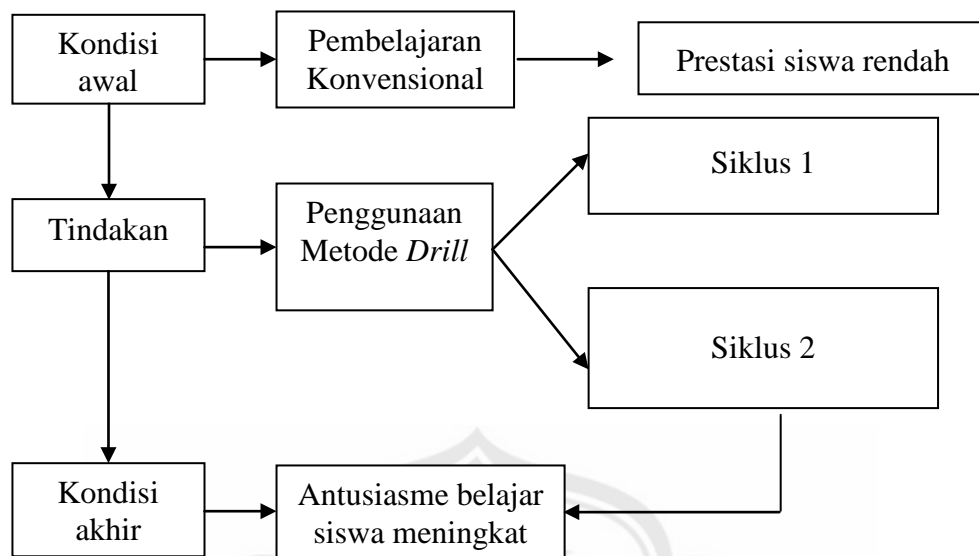 Kondisi
awal
Pembelajaran
Konvensional
Prestasi siswa rendah
Tindakan
Penggunaan
Metode Drill
Siklus 1
Siklus 2
Kondisi
akhir
Antusiasme belajar
siswa meningkat